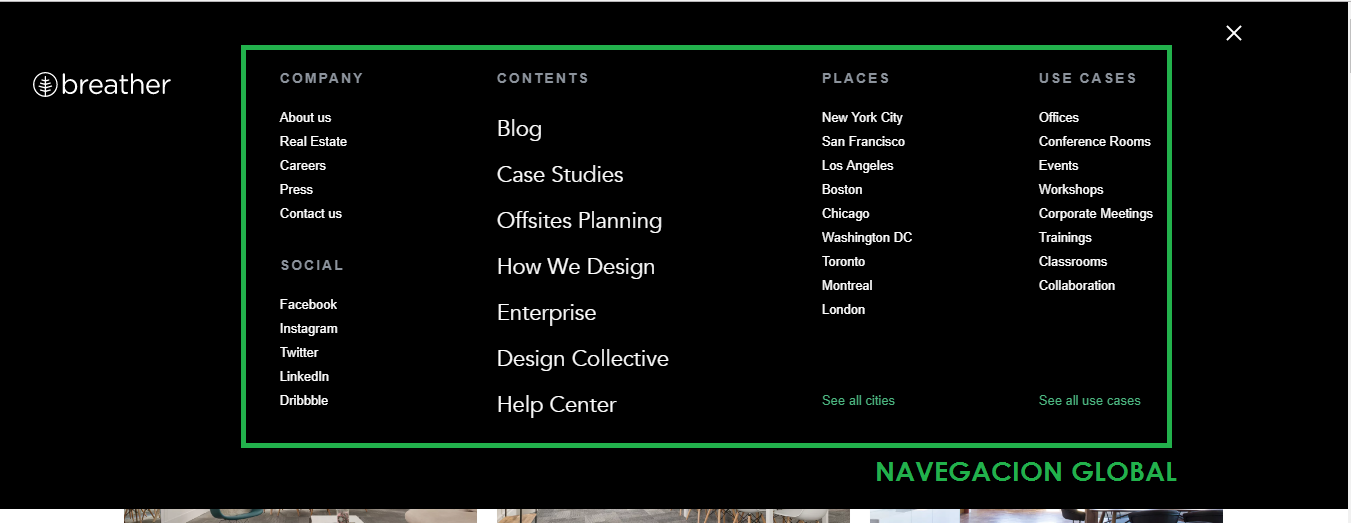 breather
COMPANY
About us
Real Estate
Careers
Press
Contact us
SOCIAL
Facebook
Instagram
Twitter
LinkedIn
Dribbble
CONTENTS
Blog
Case Studies
Offsites Planning
How We Design
Enterprise
Design Collective
Help Center
PLACES
New York City
San Francisco
Los Angeles
Boston
Chicago
Washington DC
Toronto
Montreal
London
See all cities
USE CASES
Offices
Conference Rooms
Events
Workshops
Corporate Meetings
Trainings
Classrooms
Collaboration
See all use cases
NAVEGACION GLOBAL